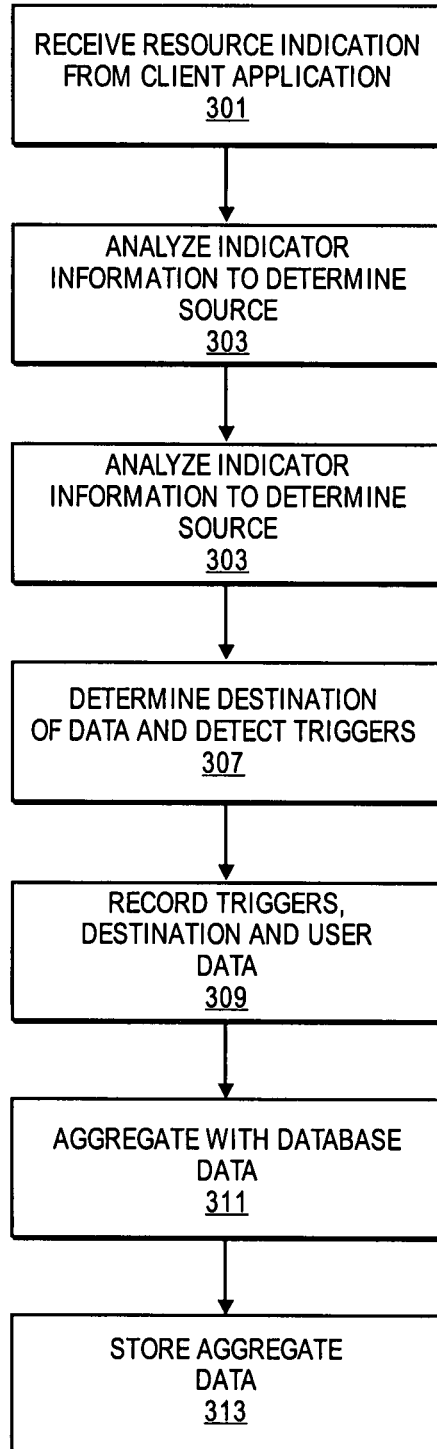 RECEIVE RESOURCE INDICATION
FROM CLIENT APPLICATION
301
ANALYZE INDICATOR
INFORMATION TO DETERMINE
SOURCE
303
ANALYZE INDICATOR
INFORMATION TO DETERMINE
SOURCE
303
DETERMINE DESTINATION
OF DATA AND DETECT TRIGGERS
307
RECORD TRIGGERS,
DESTINATION AND USER
DATA
309
AGGREGATE WITH DATABASE
DATA
311
STORE AGGREGATE
DATA
313